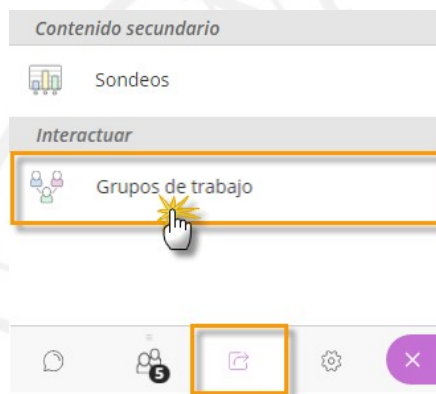 Contenido secundario
Sondeos
Interactuar
Grupos de trabajo
5